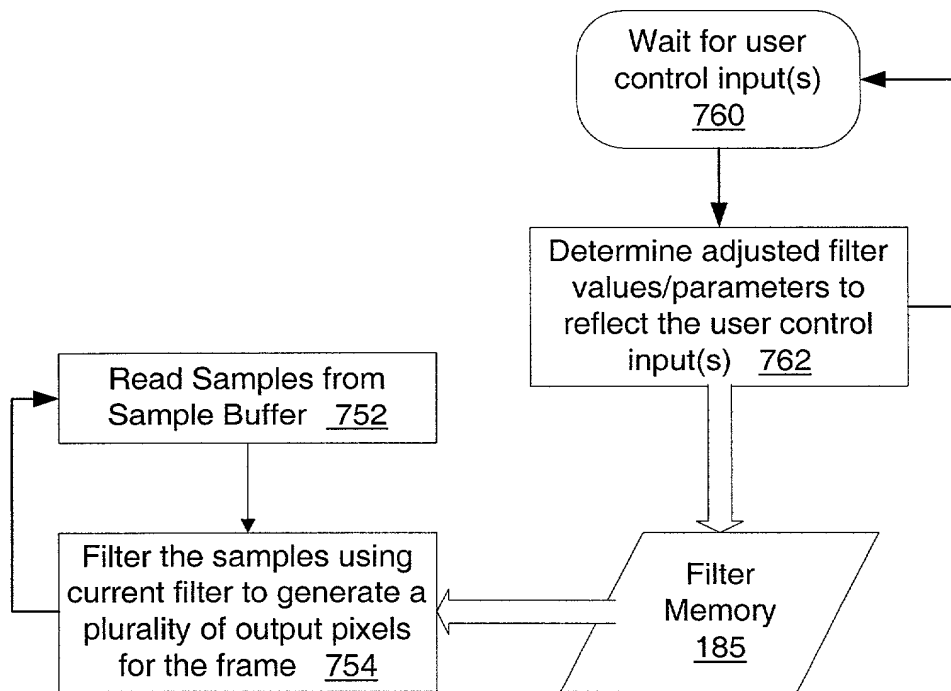 Wait for user
control input(s)
760
Determine adjusted filter
values/parameters to
reflect the user control
input(s) 762
Read Samples from
Sample Buffer 752
Filter the samples using
current filter to generate a
plurality of output pixels
for the frame 754
Filter
Memory
185